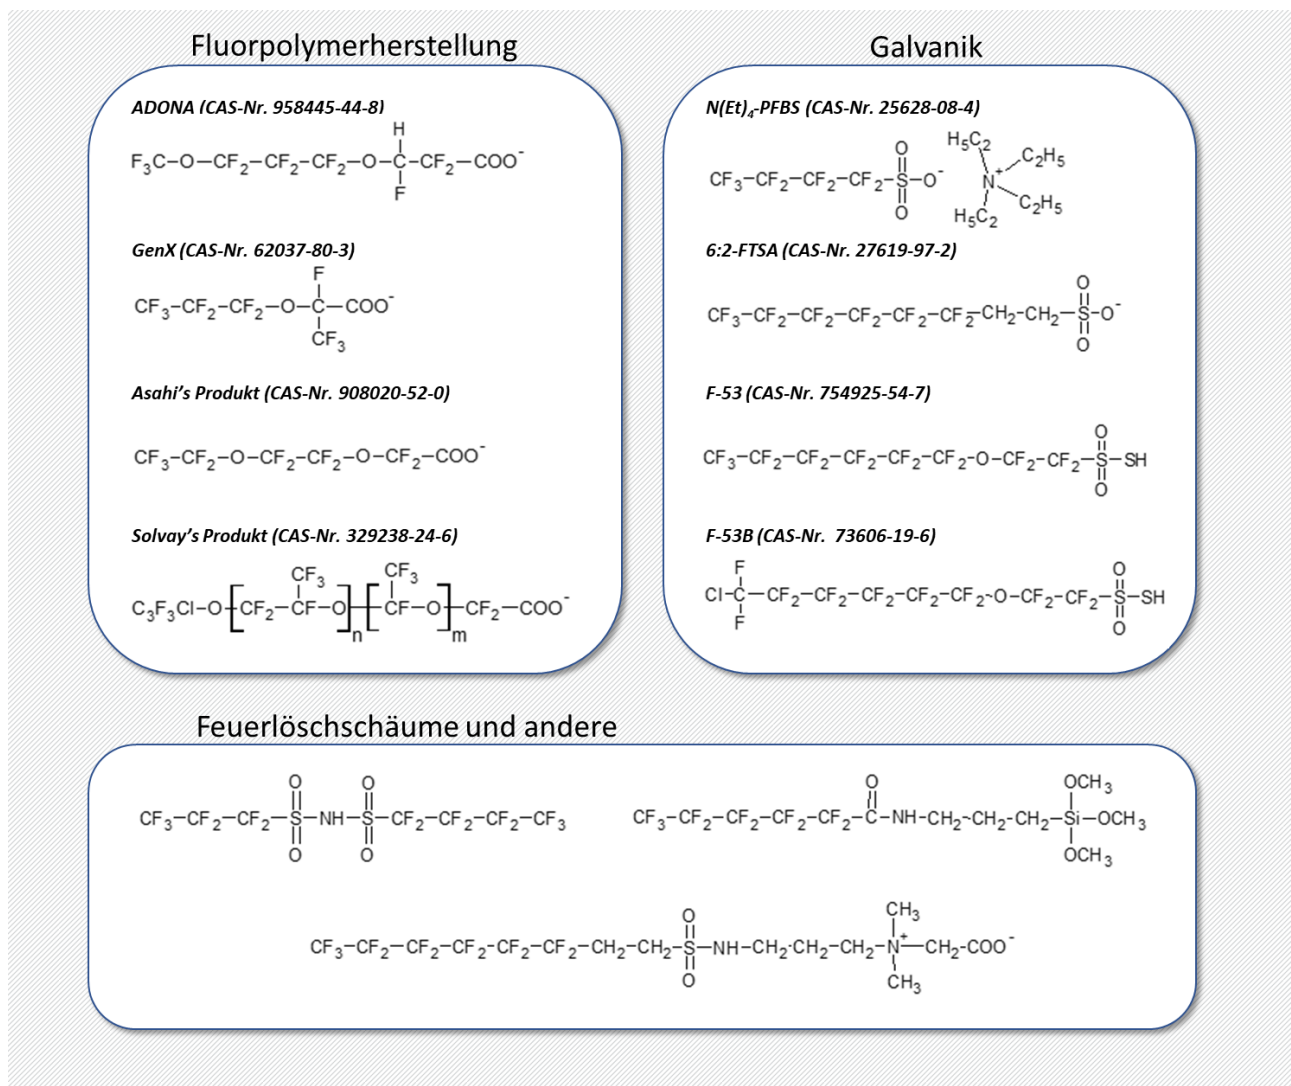 Fluorpolymerherstellung
ADONA (CAS-Nr. 958445-44-8)
H
F₃C–O–CF₂–CF₂–CF₂–O–C–CF₂–COO⁻
F
GenX (CAS-Nr. 62037-80-3)
F
CF₃–CF₂–CF₂–O–C–COO⁻
CF₃
Asahi's Produkt (CAS-Nr. 908020-52-0)
CF₃–CF₂–O–CF₂–CF₂–O–CF₂–COO⁻
Solvay's Produkt (CAS-Nr. 329238-24-6)
CF₃ CF₃
C₃F₃Cl–O–[CF₂–CF–O]–[CF–O]–CF₂–COO⁻
n m
Galvanik
N(Et)₄-PFBS (CAS-Nr. 25628-08-4)
O H₅C₂ C₂H₅
CF₃–CF₂–CF₂–CF₂–S–O⁻ N⁺
O H₅C₂ C₂H₅
6:2-FTSA (CAS-Nr. 27619-97-2)
O
CF₃–CF₂–CF₂–CF₂–CF₂–CF₂–CH₂–CH₂–S–O⁻
O
F-53 (CAS-Nr. 754925-54-7)
O
CF₃–CF₂–CF₂–CF₂–CF₂–CF₂–O–CF₂–CF₂–S–SH
O
F-53B (CAS-Nr. 73606-19-6)
F O
Cl–C–CF₂–CF₂–CF₂–CF₂–CF₂–O–CF₂–CF₂–S–SH
F O
Feuerlöschschäume und andere
O O
CF₃–CF₂–CF₂–S–NH–S–CF₂–CF₂–CF₂–CF₃
O O
O OCH₃
CF₃–CF₂–CF₂–CF₂–CF₂–C–NH–CH₂–CH₂–CH₂–Si–OCH₃
OCH₃
O CH₃
CF₃–CF₂–CF₂–CF₂–CF₂–CF₂–CH₂–CH₂–S–NH–CH₂–CH₂–CH₂–N⁺–CH₂–COO⁻
O CH₃